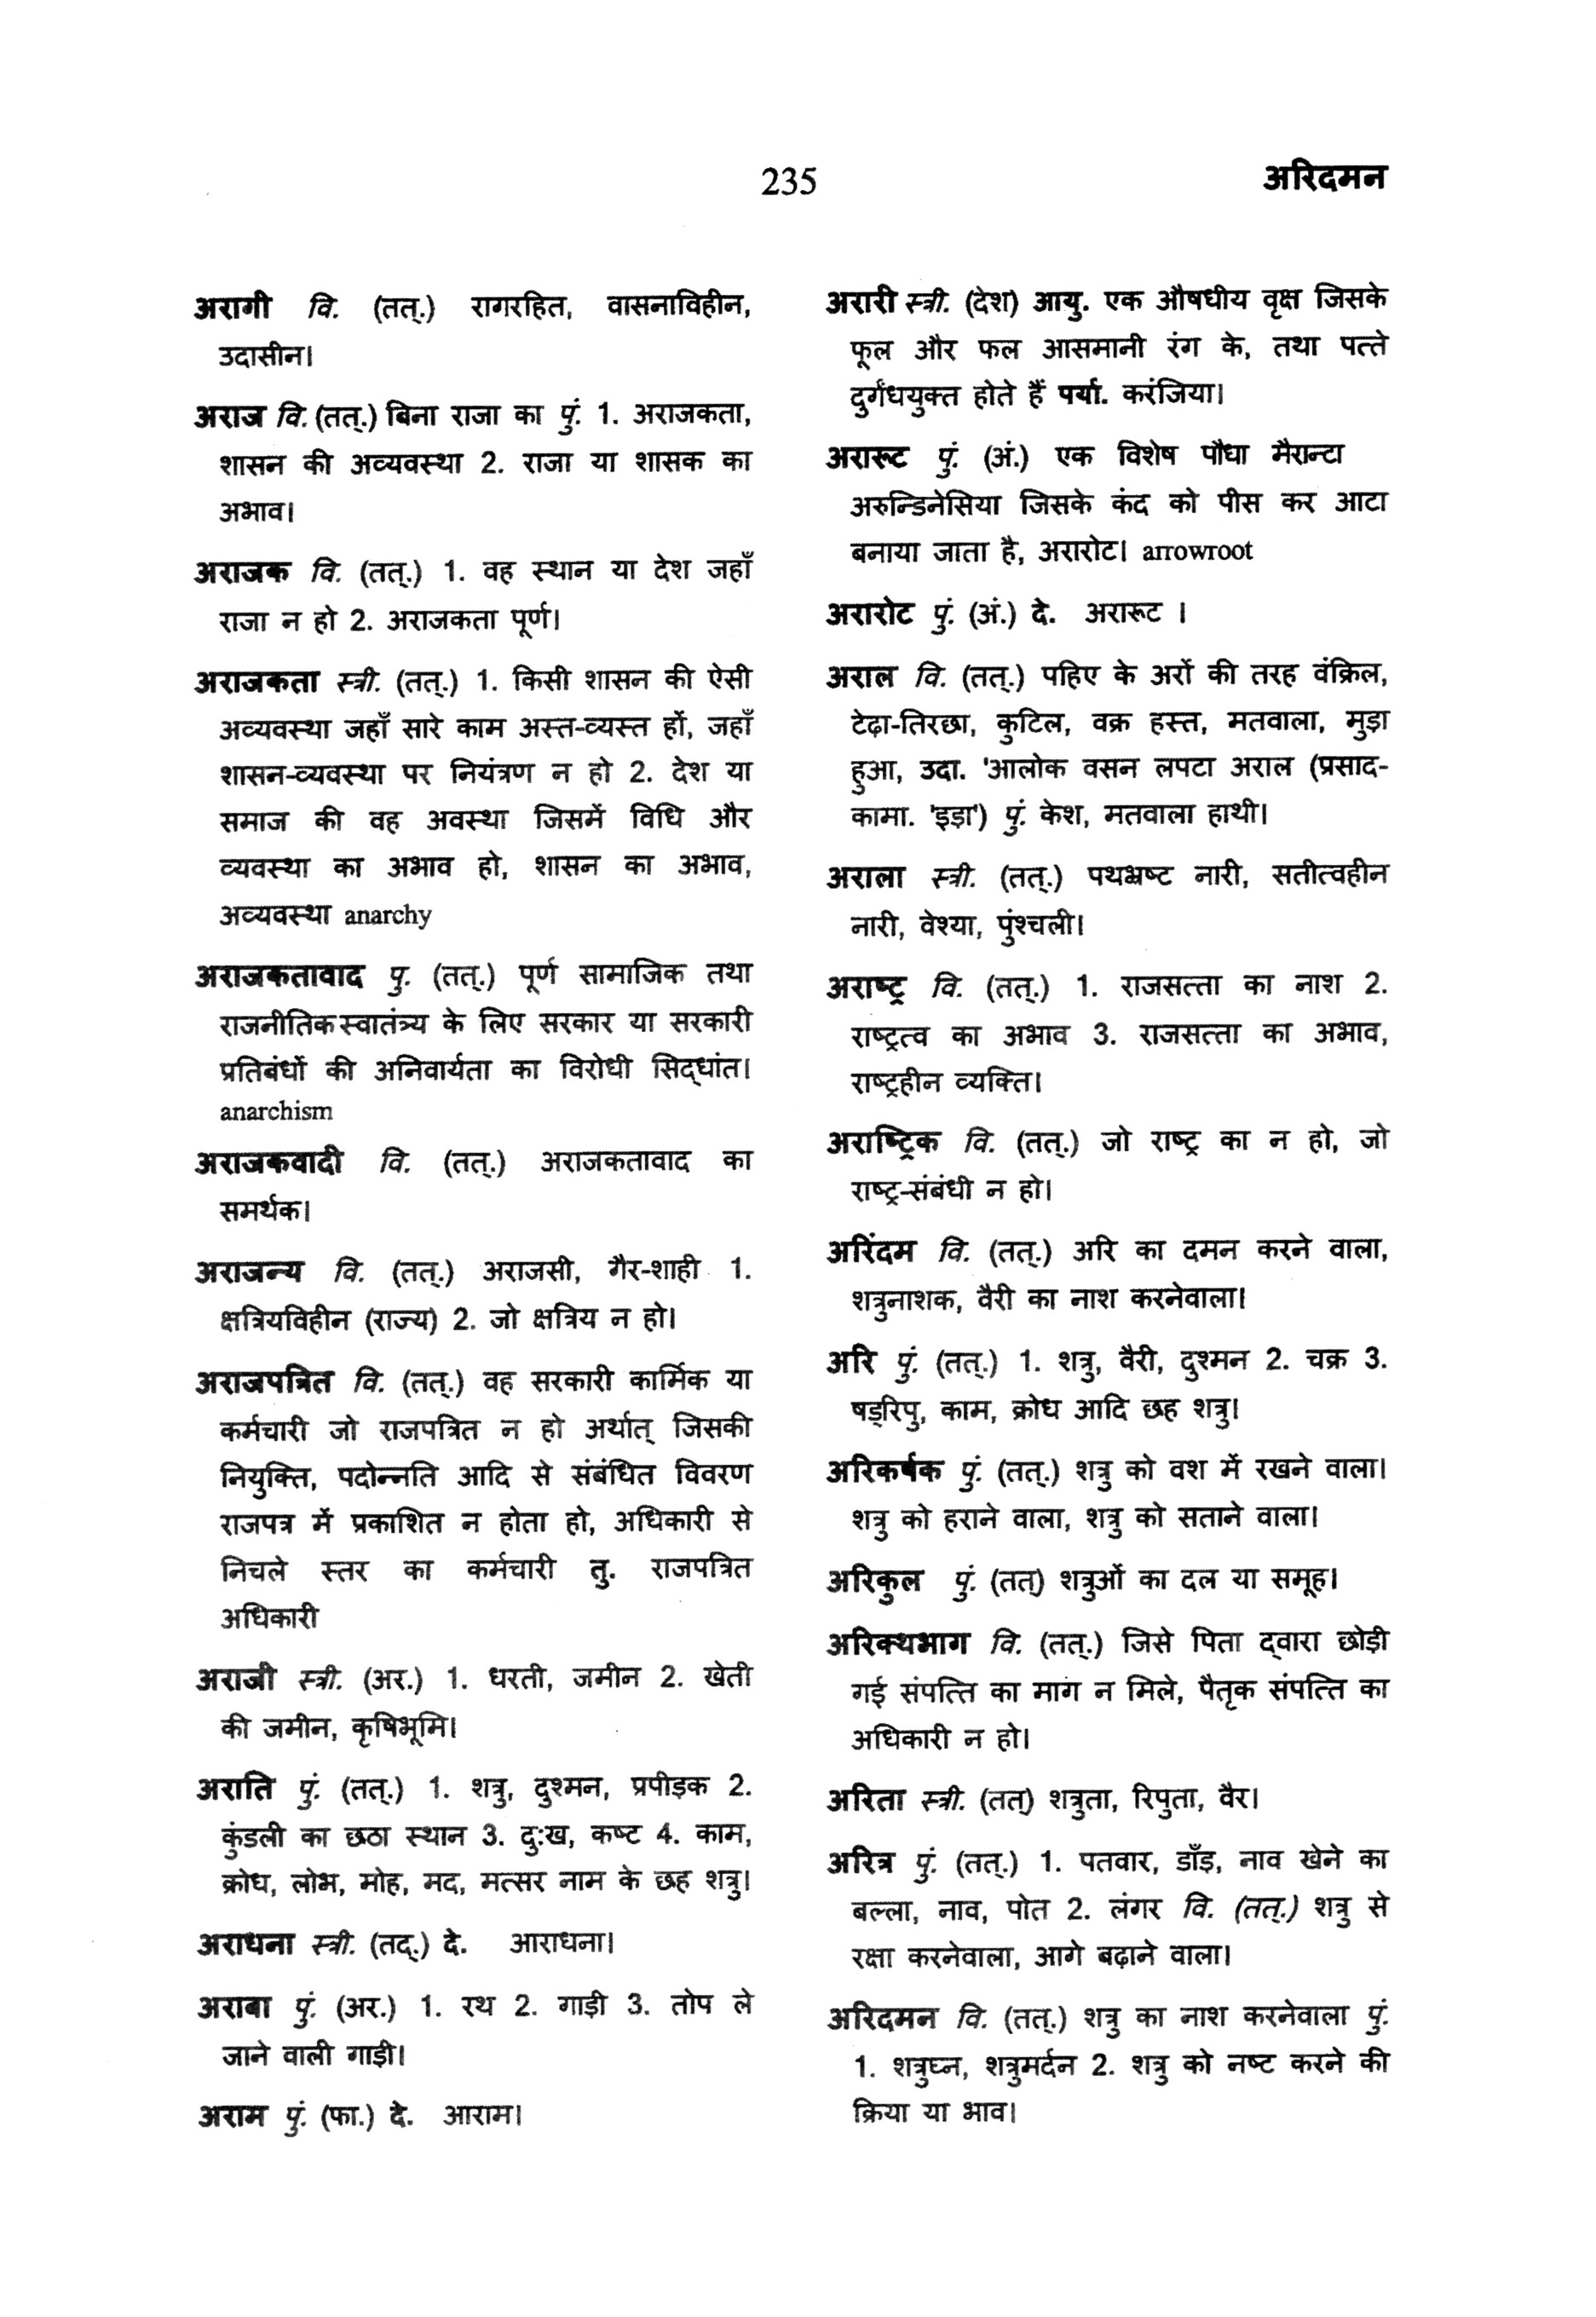 235
अरिदमन
अरागी वि. (तत्.) रागरहित, वासनाविहीन,
उदासीन।
अराज वि. (तत्.) बिना राजा का पुं. 1. अराजकता,
शासन की अव्यवस्था 2. राजा या शासक का
अभाव।
अराजक वि. (तत्.) 1. वह स्थान या देश जहाँ
राजा न हो 2. अराजकता पूर्ण।
अराजकता स्त्री. (तत्.) 1. किसी शासन की ऐसी
अव्यवस्था जहाँ सारे काम अस्त-व्यस्त हों, जहाँ
शासन-व्यवस्था पर नियंत्रण न हो 2. देश या
समाज की वह अवस्था जिसमें विधि और
व्यवस्था का अभाव हो, शासन का अभाव,
अव्यवस्था anarchy
अराजकतावाद पु. (तत्.) पूर्ण सामाजिक तथा
राजनीतिक स्वातंत्र्य के लिए सरकार या सरकारी
प्रतिबंधों की अनिवार्यता का विरोधी सिद्धांत।
anarchism
अराजकवादी वि. (तत्.) अराजकतावाद का
समर्थक।
अराजन्य वि. (तत्.) अराजसी, गैर-शाही 1.
क्षत्रियविहीन (राज्य) 2. जो क्षत्रिय न हो।
अराजपत्रित वि. (तत्.) वह सरकारी कार्मिक या
कर्मचारी जो राजपत्रित न हो अर्थात् जिसकी
नियुक्ति, पदोन्नति आदि से संबंधित विवरण
राजपत्र में प्रकाशित न होता हो, अधिकारी से
निचले स्तर का कर्मचारी तु. राजपत्रित
अधिकारी
अराजी स्त्री. (अर.) 1. धरती, जमीन 2. खेती
की जमीन, कृषिभूमि।
अराति पुं. (तत्.) 1. शत्रु, दुश्मन, प्रपीड़क 2.
कुंडली का छठा स्थान 3. दु:ख, कष्ट 4. काम,
क्रोध, लोभ, मोह, मद, मत्सर नाम के छह शत्रु।
अराधना स्त्री. (तद्.) दे. आराधना।
अराबा पुं. (अर.) 1. रथ 2. गाड़ी 3. तोप ले
जाने वाली गाड़ी।
अराम पुं. (फा.) दे. आराम।
अरारी स्त्री. (देश) आयु. एक औषधीय वृक्ष जिसके
फूल और फल आसमानी रंग के, तथा पत्ते
दुर्गंधयुक्त होते हैं पर्या. करंजिया।
अरारूट पुं. (अं.) एक विशेष पौधा मैरान्टा
अरुन्डिनेसिया जिसके कंद को पीस कर आटा
बनाया जाता है, अरारोट। arrowroot
अरारोट पुं. (अं.) दे. अरारूट ।
अराल वि. (तत्.) पहिए के अरों की तरह वंक्रिल,
टेढ़ा-तिरछा, कुटिल, वक्र हस्त, मतवाला, मुड़ा
हुआ, उदा. 'आलोक वसन लपटा अराल (प्रसाद-
कामा. 'इड़ा') पुं. केश, मतवाला हाथी।
अराला स्त्री. (तत्.) पथभ्रष्ट नारी, सतीत्वहीन
नारी, वेश्या, पुंश्चली।
अराष्ट्र वि. (तत्.) 1. राजसत्ता का नाश 2.
राष्ट्रत्व का अभाव 3. राजसत्ता का अभाव,
राष्ट्रहीन व्यक्ति।
अराष्ट्रिक वि. (तत्.) जो राष्ट्र का न हो, जो
राष्ट्र-संबंधी न हो।
अरिंदम वि. (तत्.) अरि का दमन करने वाला,
शत्रुनाशक, वैरी का नाश करनेवाला।
अरि पुं. (तत्.) 1. शत्रु, वैरी, दुश्मन 2. चक्र 3.
षड्रिपु, काम, क्रोध आदि छह शत्रु।
अरिकर्षक पुं. (तत्.) शत्रु को वश में रखने वाला।
शत्रु को हराने वाला, शत्रु को सताने वाला।
अरिकुल पुं. (तत्) शत्रुओं का दल या समूह।
अरिक्थभाग वि. (तत्.) जिसे पिता द्वारा छोड़ी
गई संपत्ति का माग न मिले, पैतृक संपत्ति का
अधिकारी न हो।
अरिता स्त्री. (तत्) शत्रुता, रिपुता, वैर।
अरित्र पुं. (तत्.) 1. पतवार, डाँड़, नाव खेने का
बल्ला, नाव, पोत 2. लंगर वि. (तत्.) शत्रु से
रक्षा करनेवाला, आगे बढ़ाने वाला।
अरिदमन वि. (तत्.) शत्रु का नाश करनेवाला पुं.
1. शत्रुघ्न, शत्रुमर्दन 2. शत्रु को नष्ट करने की
क्रिया या भाव।